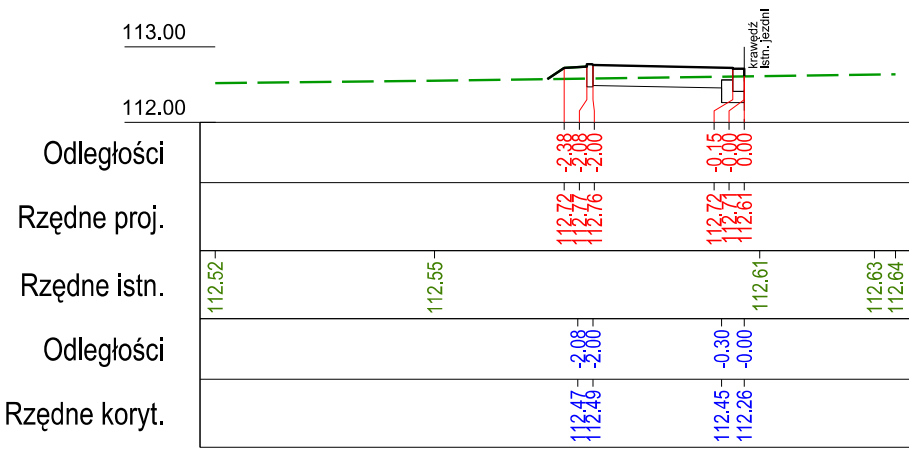 113.00
krawędź
istn. jezdni
112.00
Odległości
-2.38 -2.08 -2.00 -0.15 -0.00 0.00
Rzędne proj.
112.72 112.77 112.76 112.72 112.71 112.61
Rzędne istn.
112.52 112.55 112.61 112.63 112.64
Odległości
-2.08 -2.00 -0.30 -0.00
Rzędne koryt.
112.47 112.49 112.45 112.26